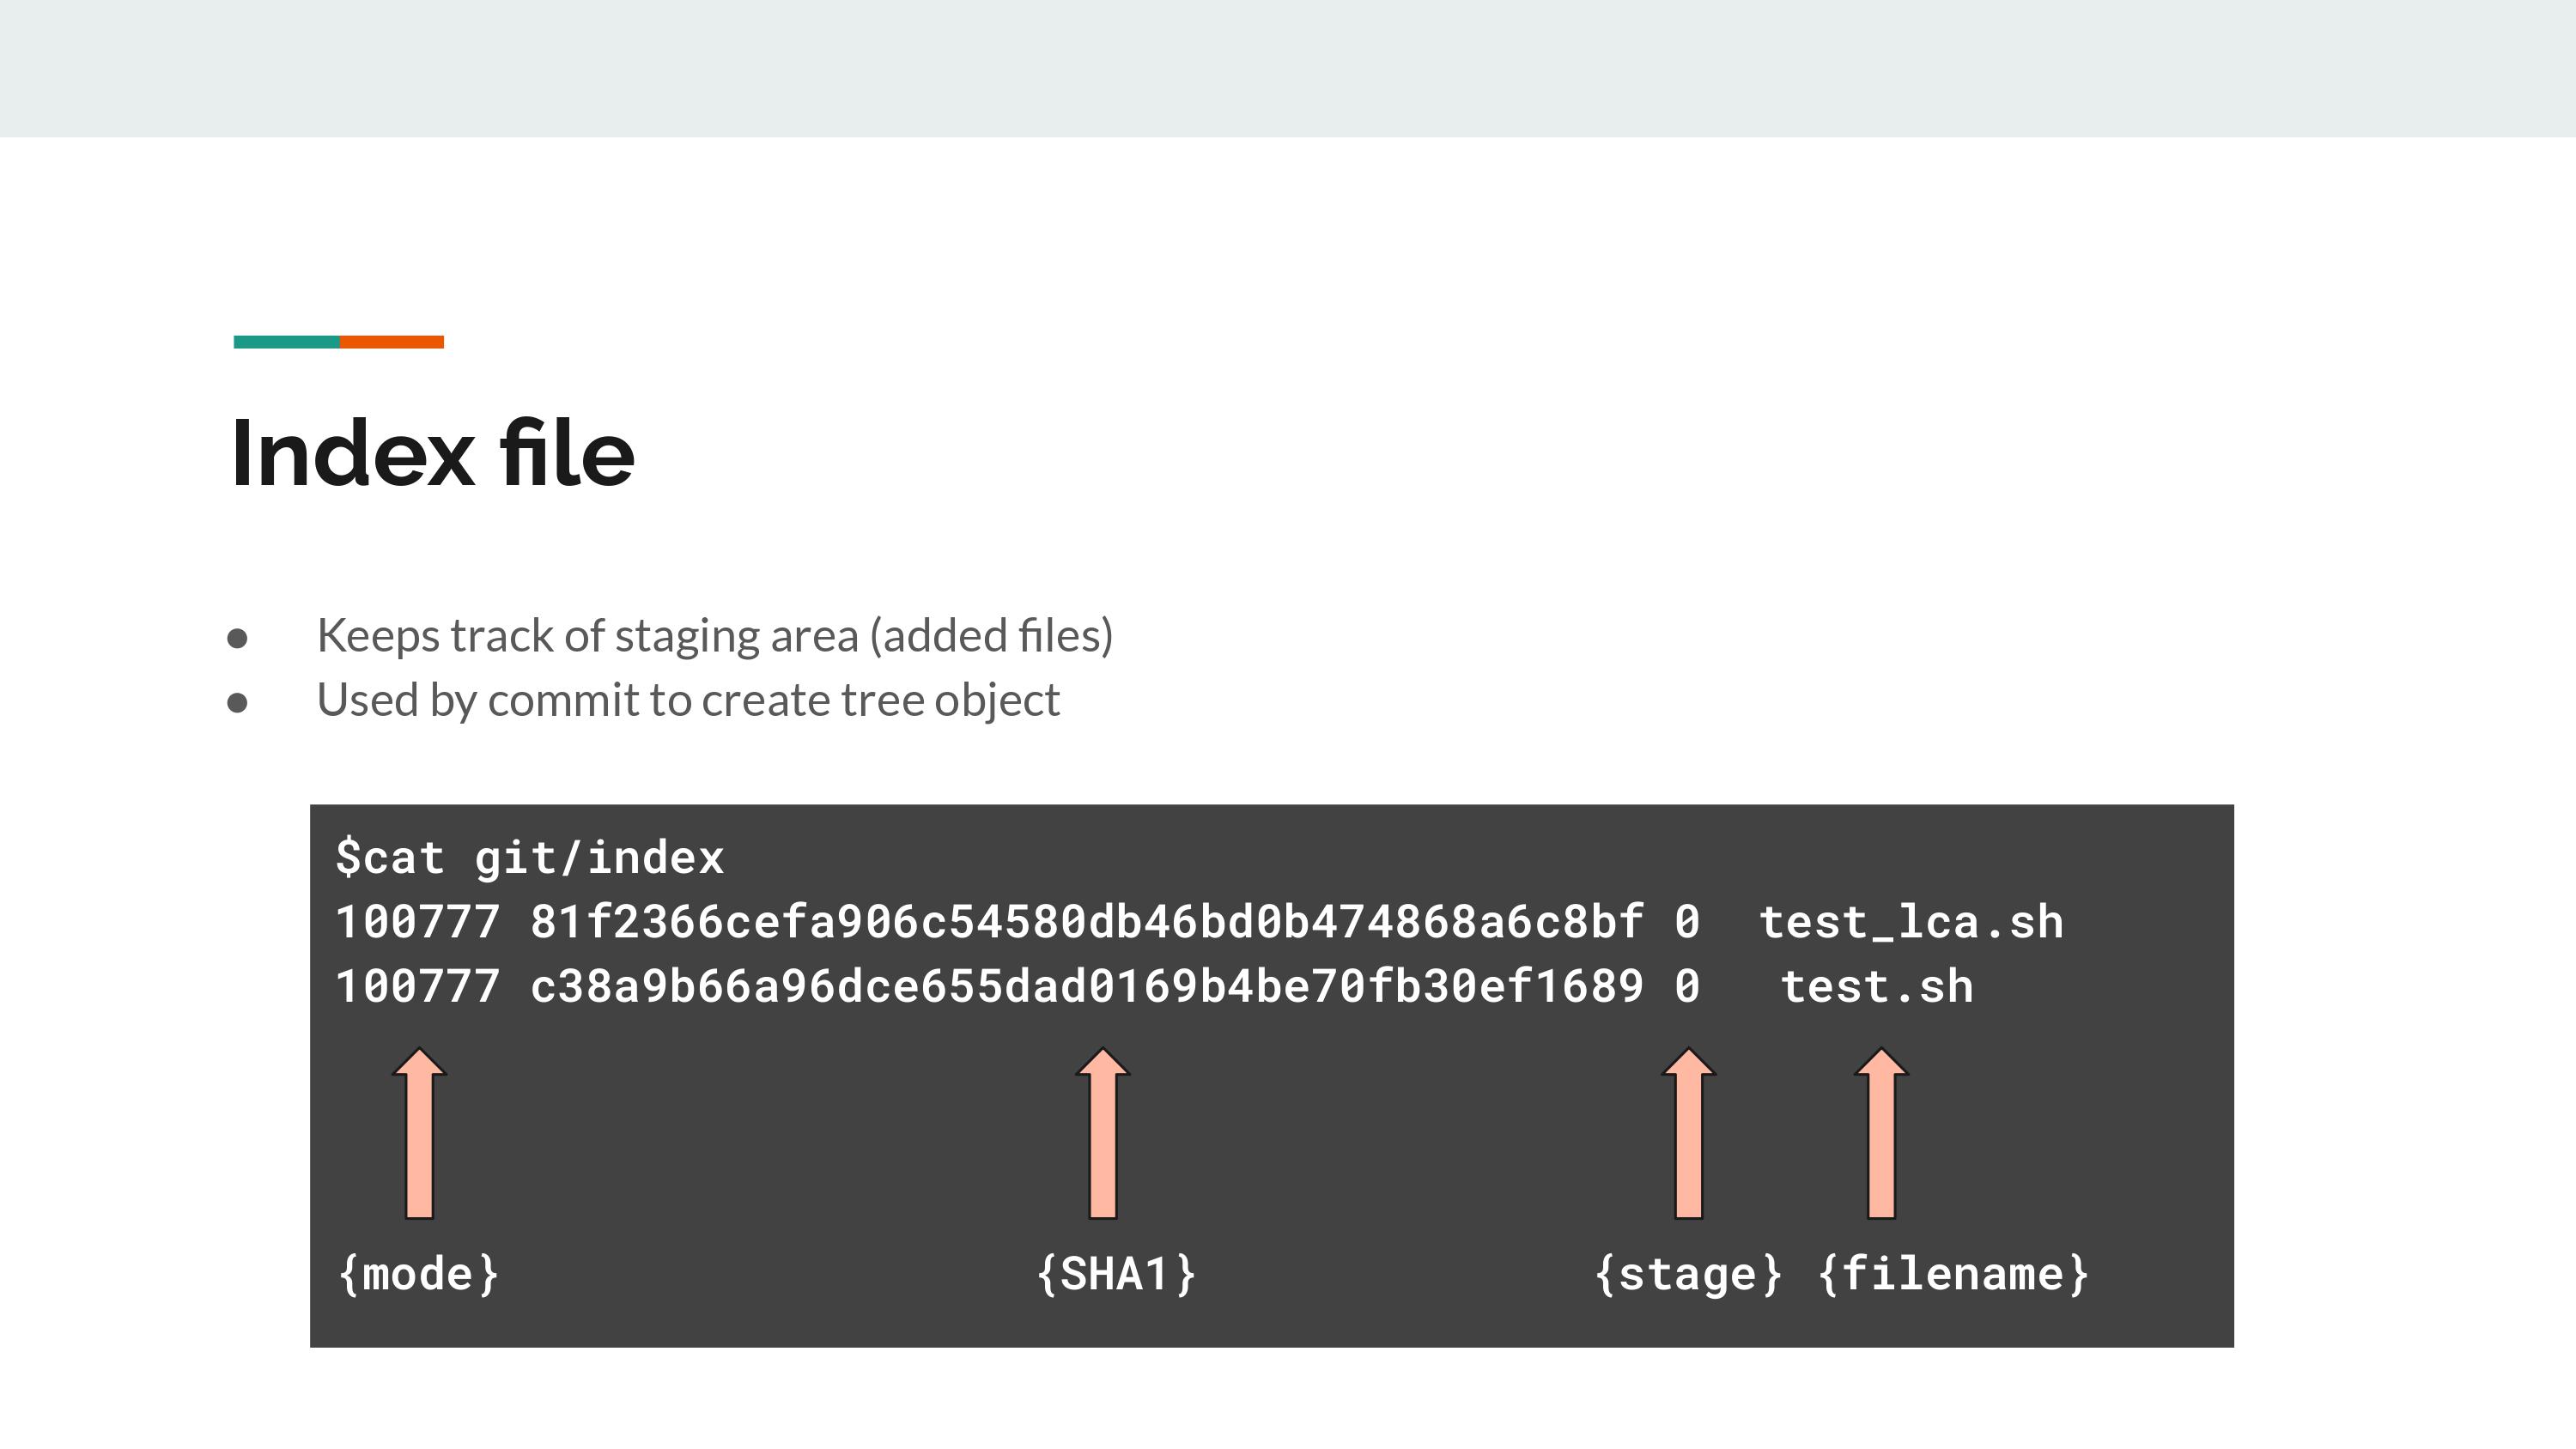 Index file
● Keeps track of staging area (added files)
● Used by commit to create tree object
$cat git/index
100777 81f2366cefa906c54580db46bd0b474868a6c8bf 0 test_lca.sh
100777 c38a9b66a96dce655dad0169b4be70fb30ef1689 0 test.sh
{mode} {SHA1} {stage} {filename}